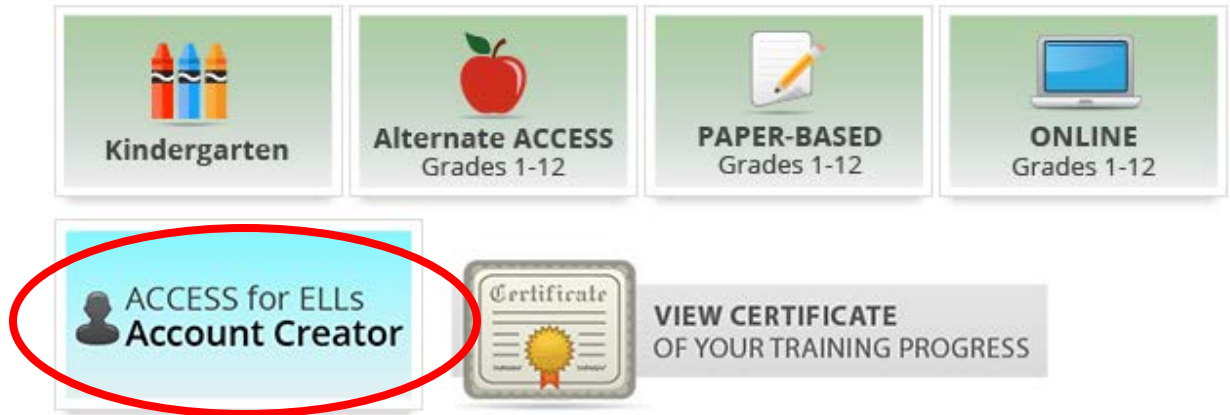 Kindergarten
Alternate ACCESS
Grades 1-12
PAPER-BASED
Grades 1-12
ONLINE
Grades 1-12
ACCESS for ELLs
Account Creator
Certificate
VIEW CERTIFICATE
OF YOUR TRAINING PROGRESS